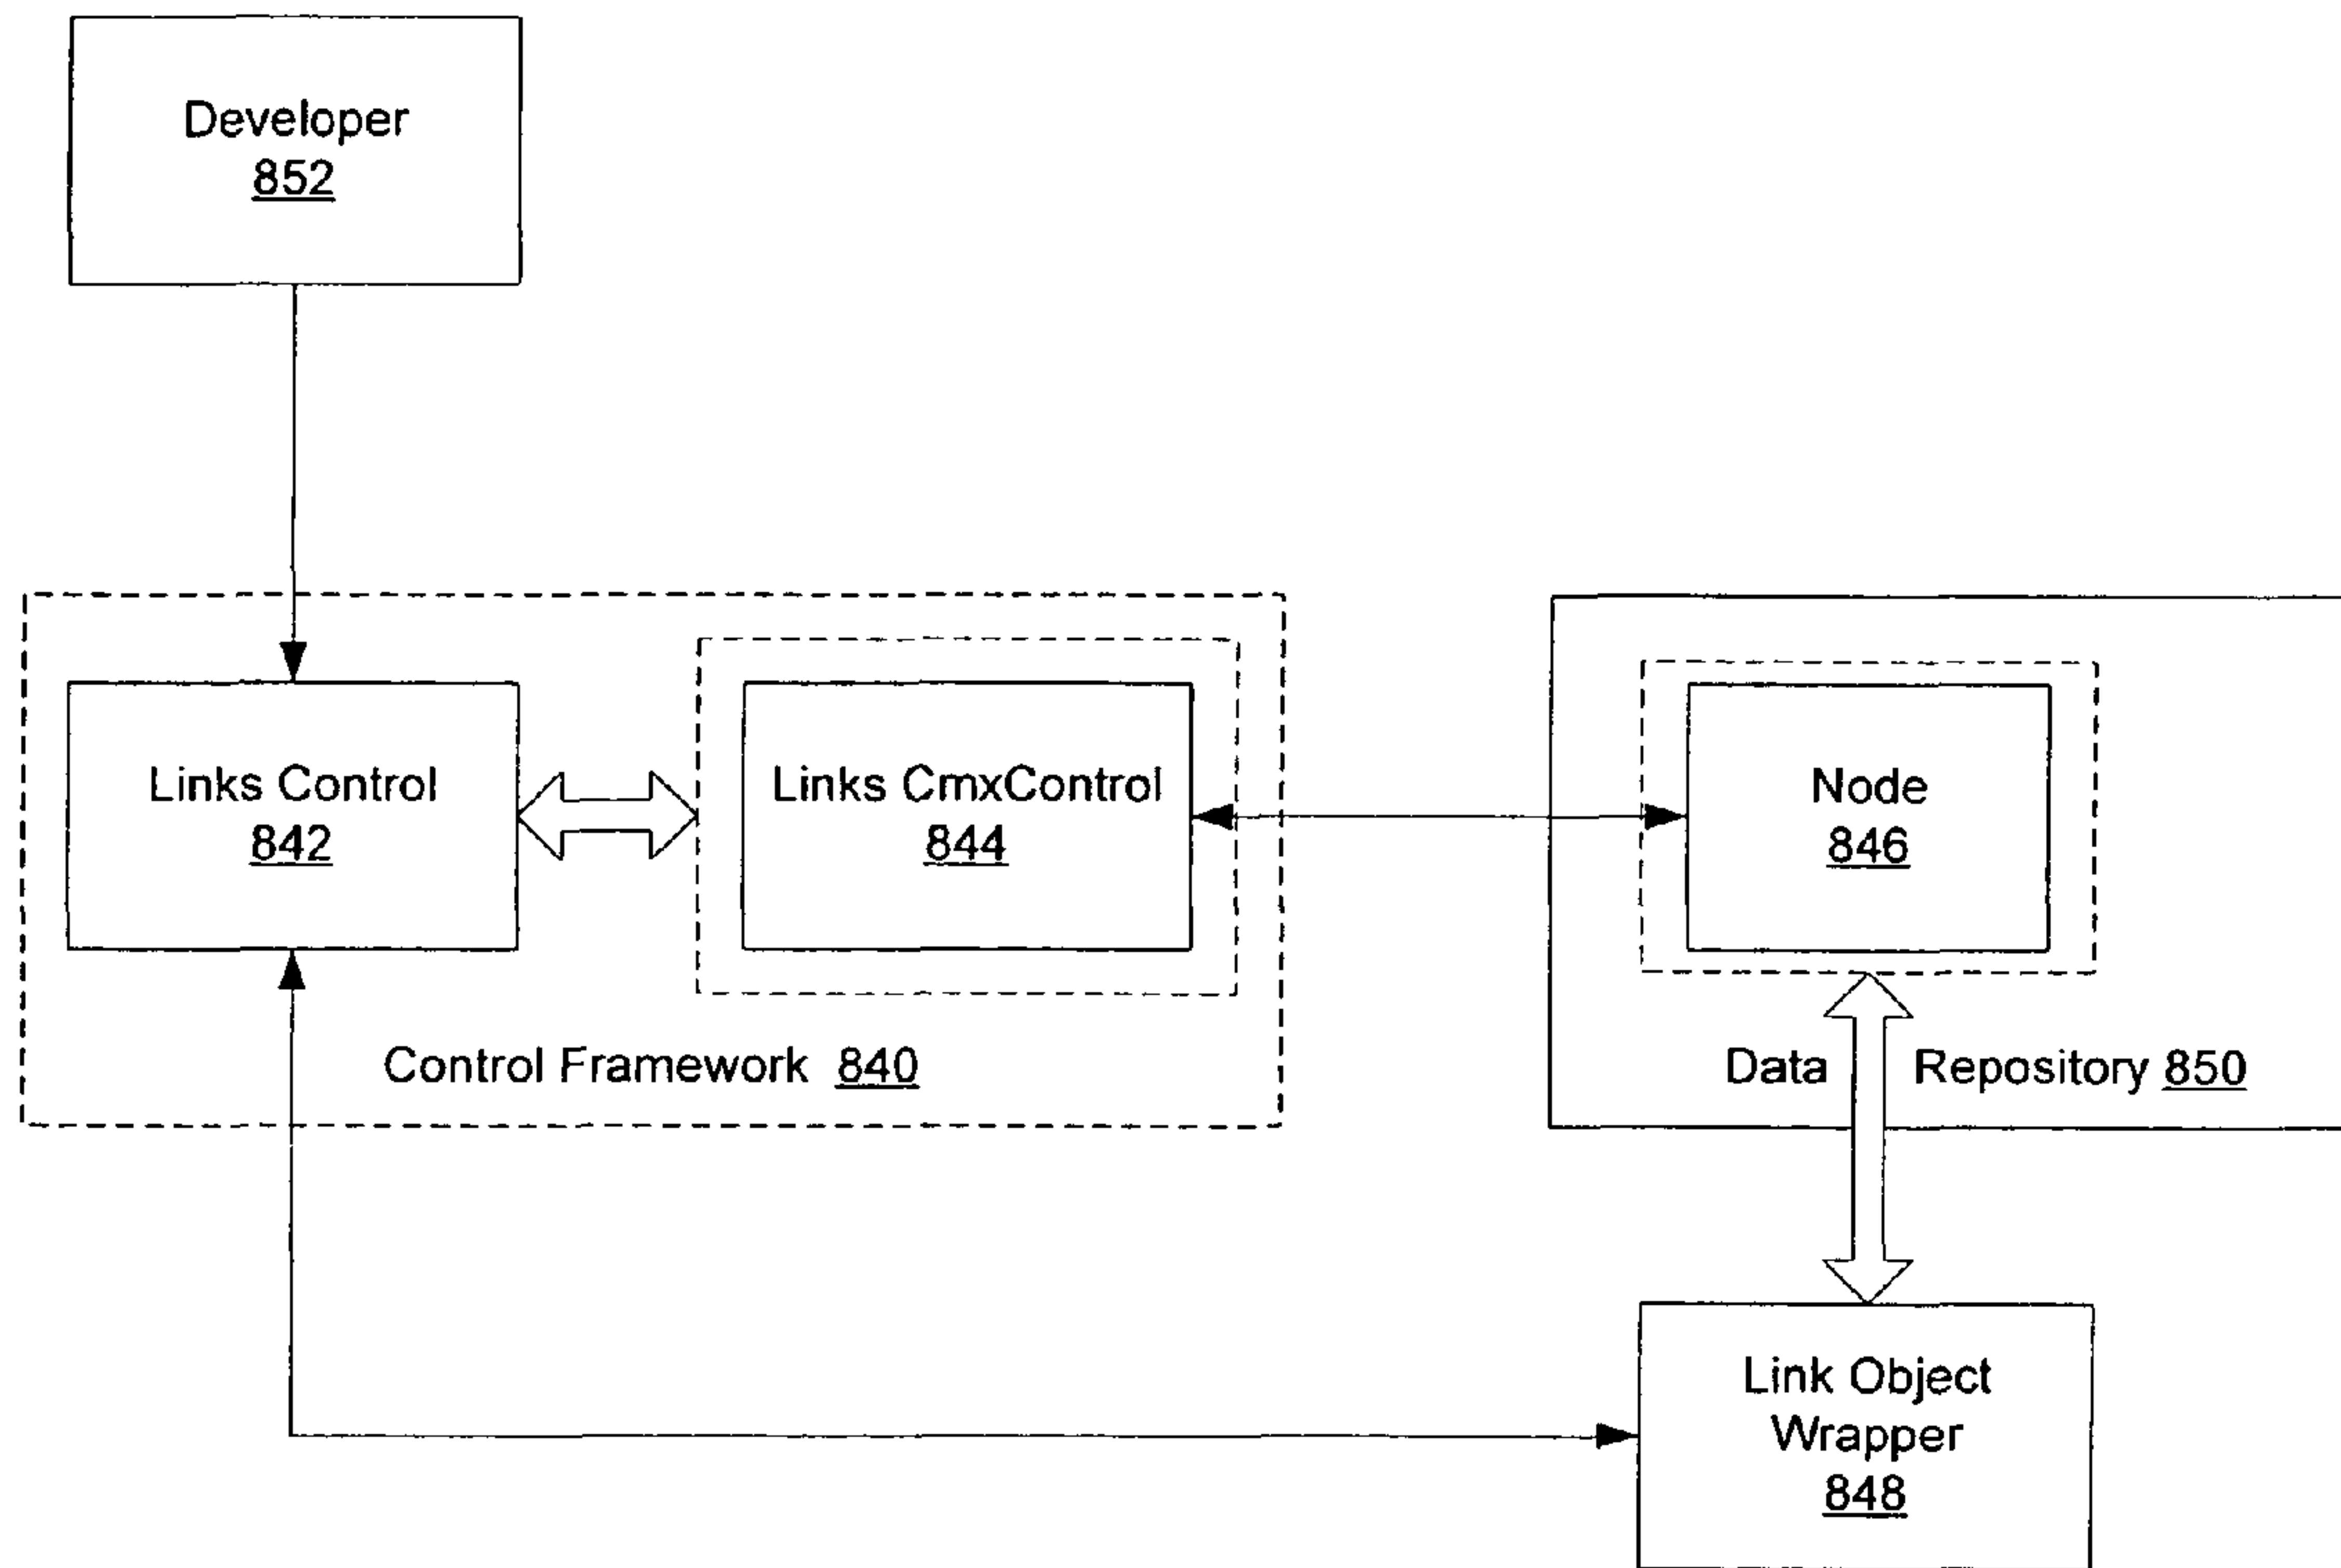 Developer
852
Links Control
842
Links CmxControl
844
Node
846
Control Framework 840
Data Repository 850
Link Object
Wrapper
848